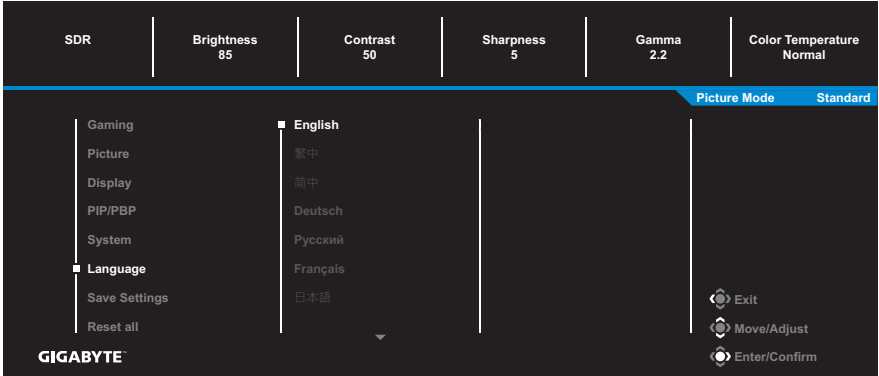 SDR
Brightness
85
Contrast
50
Sharpness
5
Gamma
2.2
Color Temperature
Normal
Picture Mode Standard
Gaming
Picture
Display
PIP/PBP
System
Language
Save Settings
Reset all
English
繁中
简中
Deutsch
Русский
Français
日本語
Exit
Move/Adjust
Enter/Confirm
GIGABYTE™